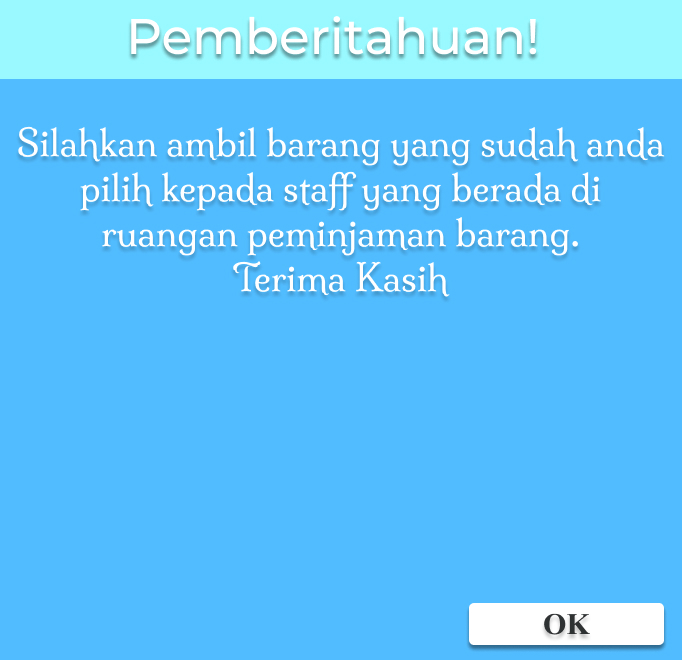 Pemberitahuan!
Silahkan ambil barang yang sudah anda
pilih kepada staff yang berada di
ruangan peminjaman barang.
Terima Kasih
OK